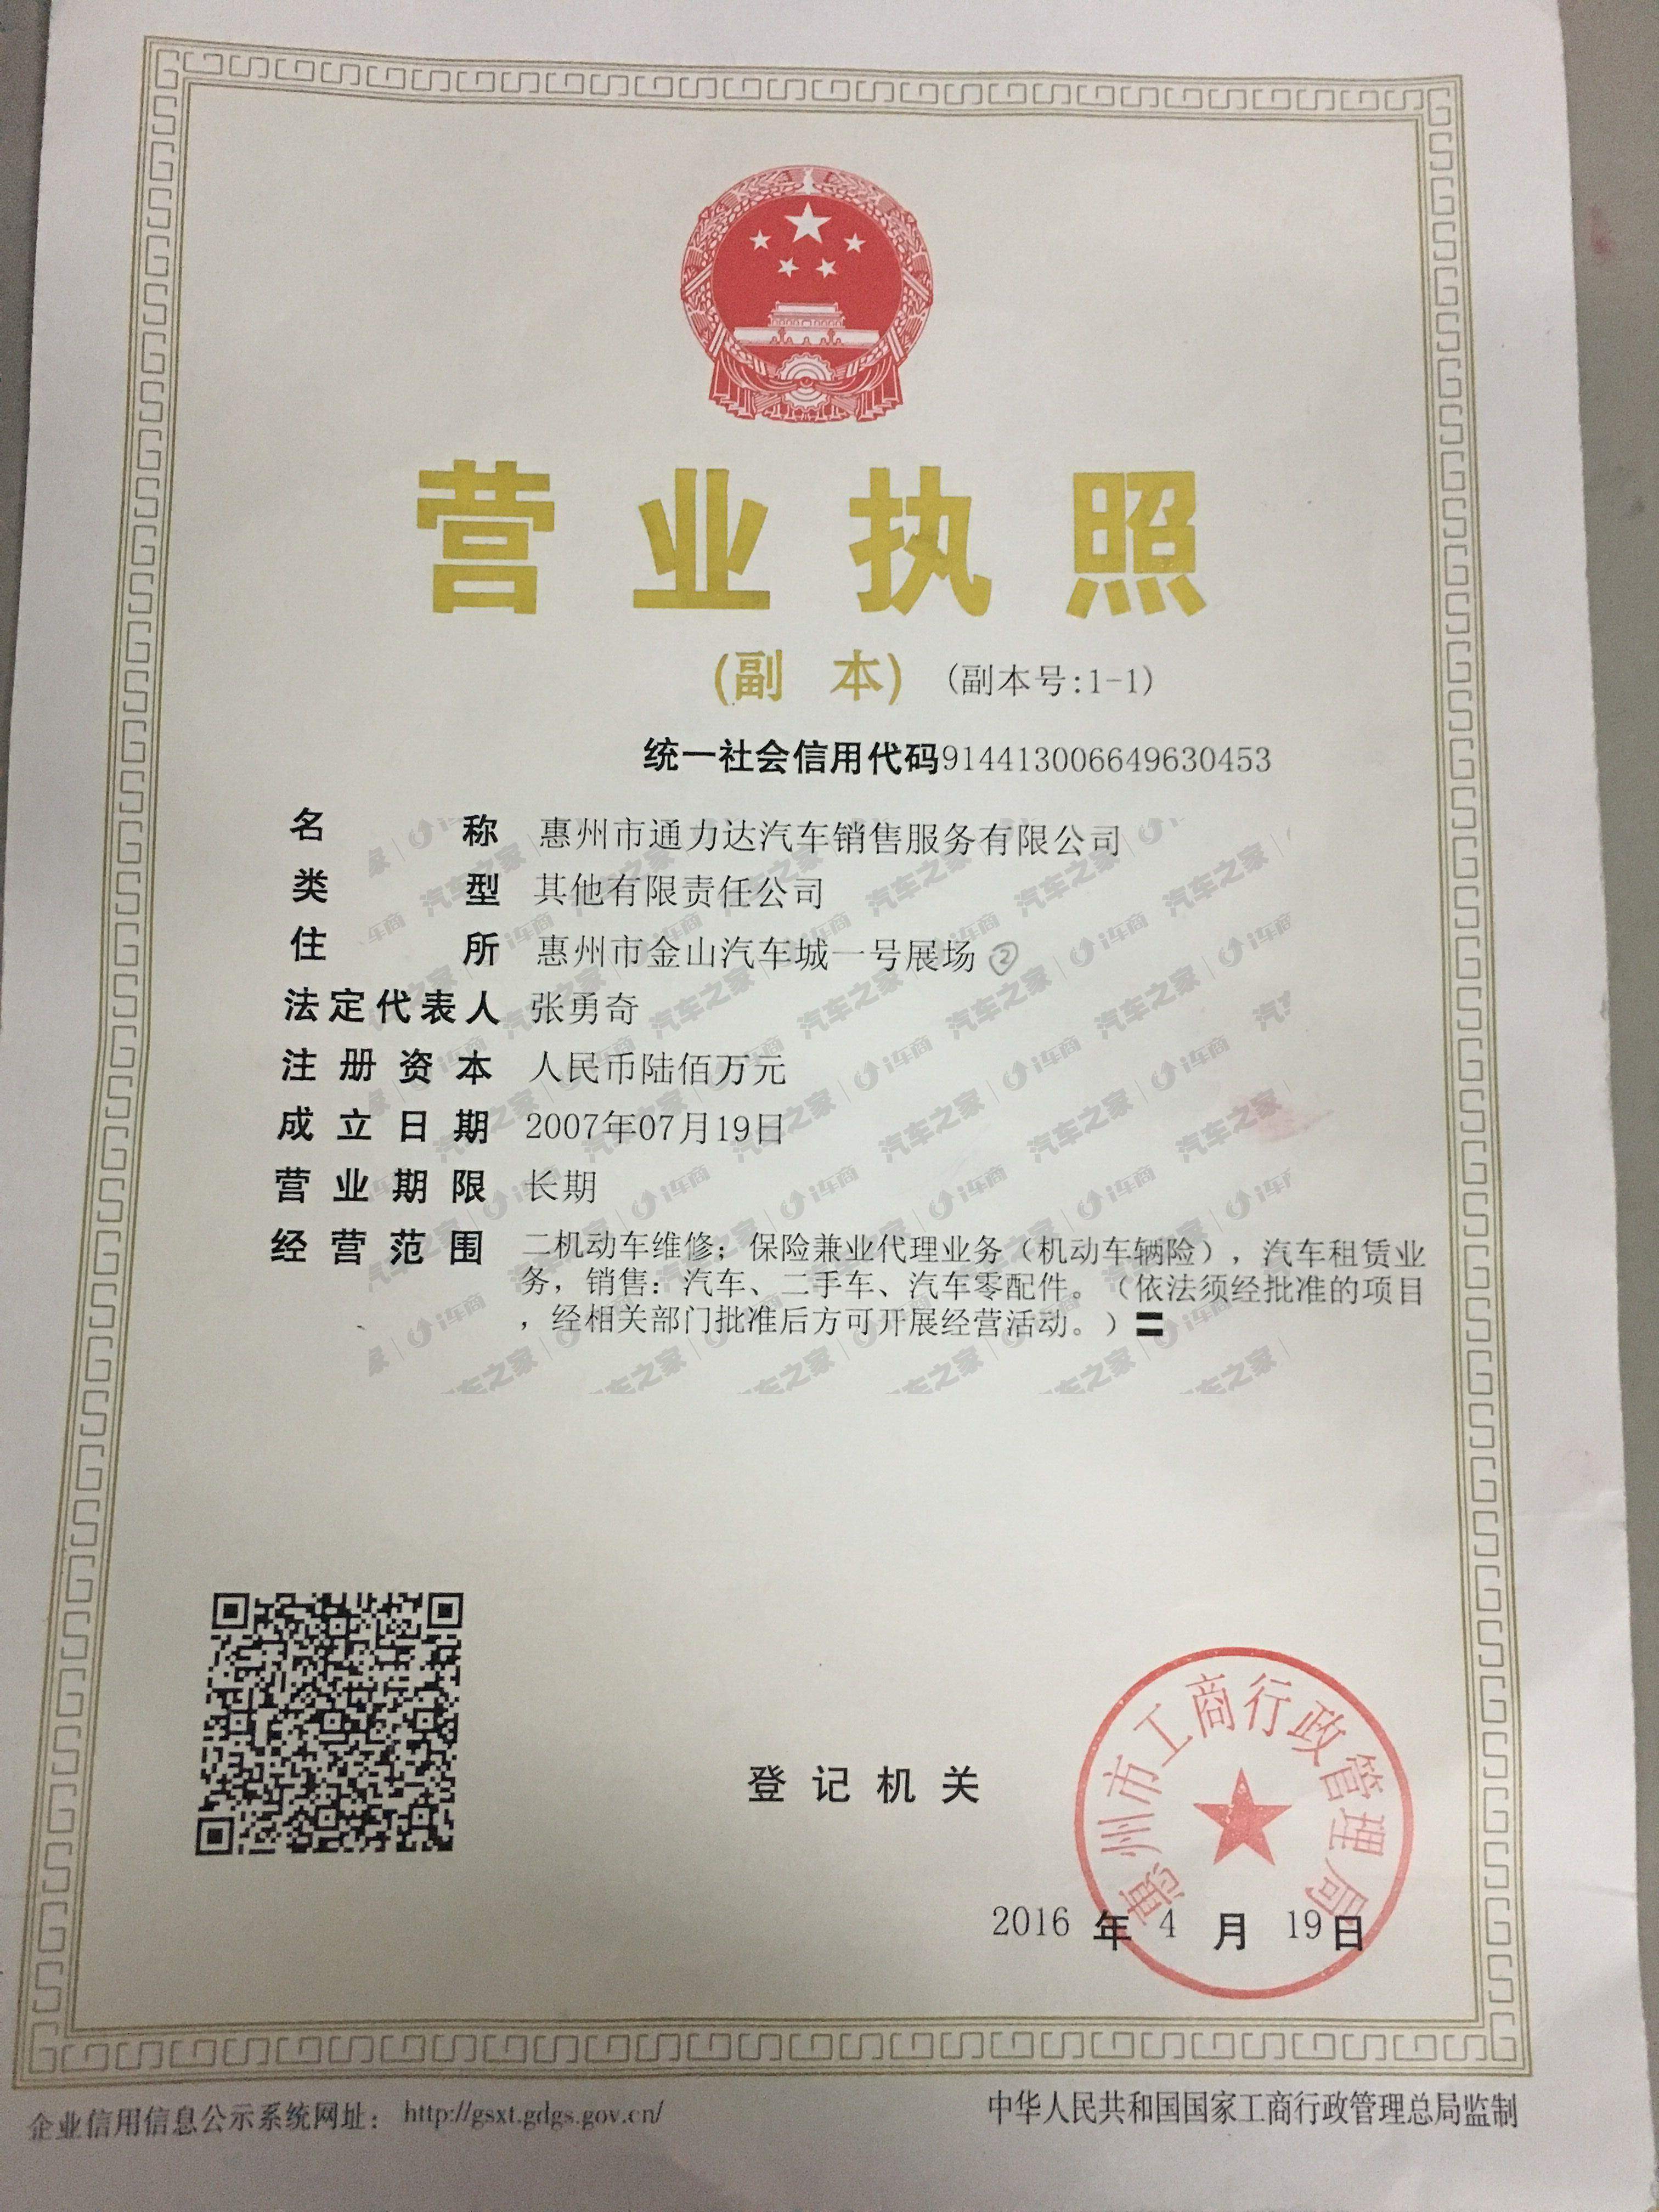 营业执照
(副 本) (副本号:1-1)
统一社会信用代码914413006649630453
名 称 惠州市通力达汽车销售服务有限公司
类 型 其他有限责任公司
住 所 惠州市金山汽车城一号展场②
法定代表人 张勇奇
注册资本 人民币陆佰万元
成立日期 2007年07月19日
营业期限 长期
经营范围 二机动车维修；保险兼业代理业务（机动车辆险），汽车租赁业
务，销售：汽车、二手车、汽车零配件。（依法须经批准的项目
，经相关部门批准后方可开展经营活动。）〓
汽车之家 i车商
登记机关
惠州市工商行政管理局
2016 年 4 月 19 日
企业信用信息公示系统网址： http://gsxt.gdgs.gov.cn/
中华人民共和国国家工商行政管理总局监制